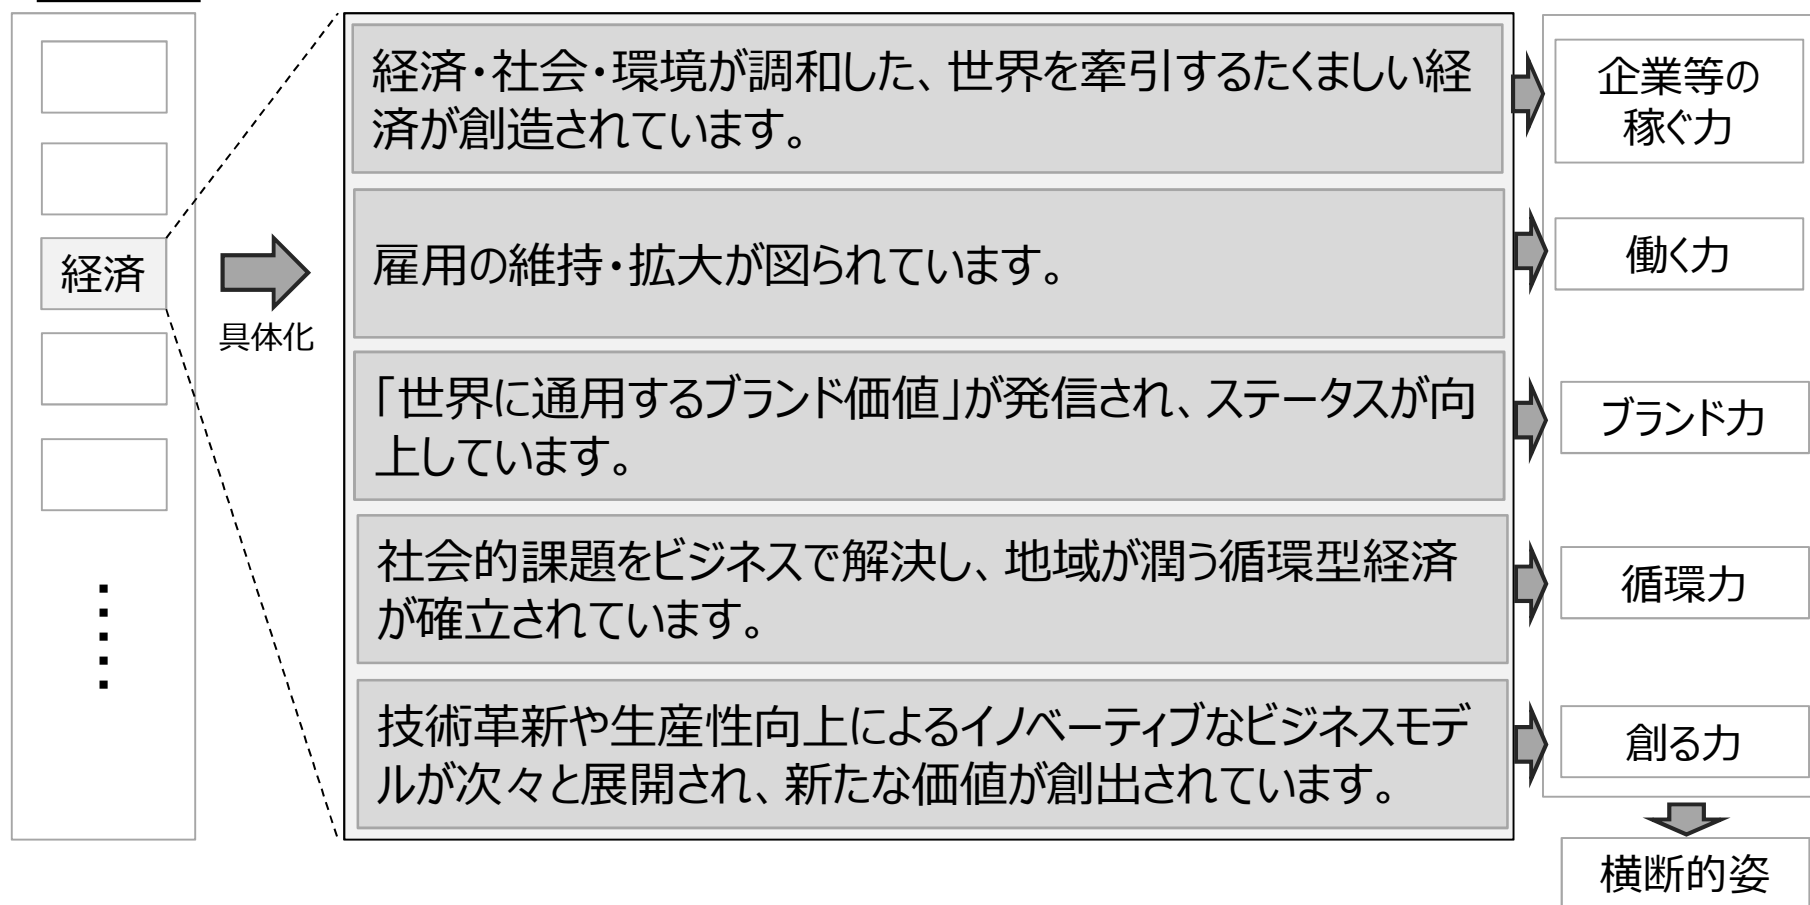 経済
具体化
経済・社会・環境が調和した、世界を牽引するたくましい経
済が創造されています。
雇用の維持・拡大が図られています。
「世界に通用するブランド価値」が発信され、ステータスが向
上しています。
社会的課題をビジネスで解決し、地域が潤う循環型経済
が確立されています。
技術革新や生産性向上によるイノベーティブなビジネスモデ
ルが次々と展開され、新たな価値が創出されています。
企業等の
稼ぐ力
働く力
ブランド力
循環力
創る力
横断的姿